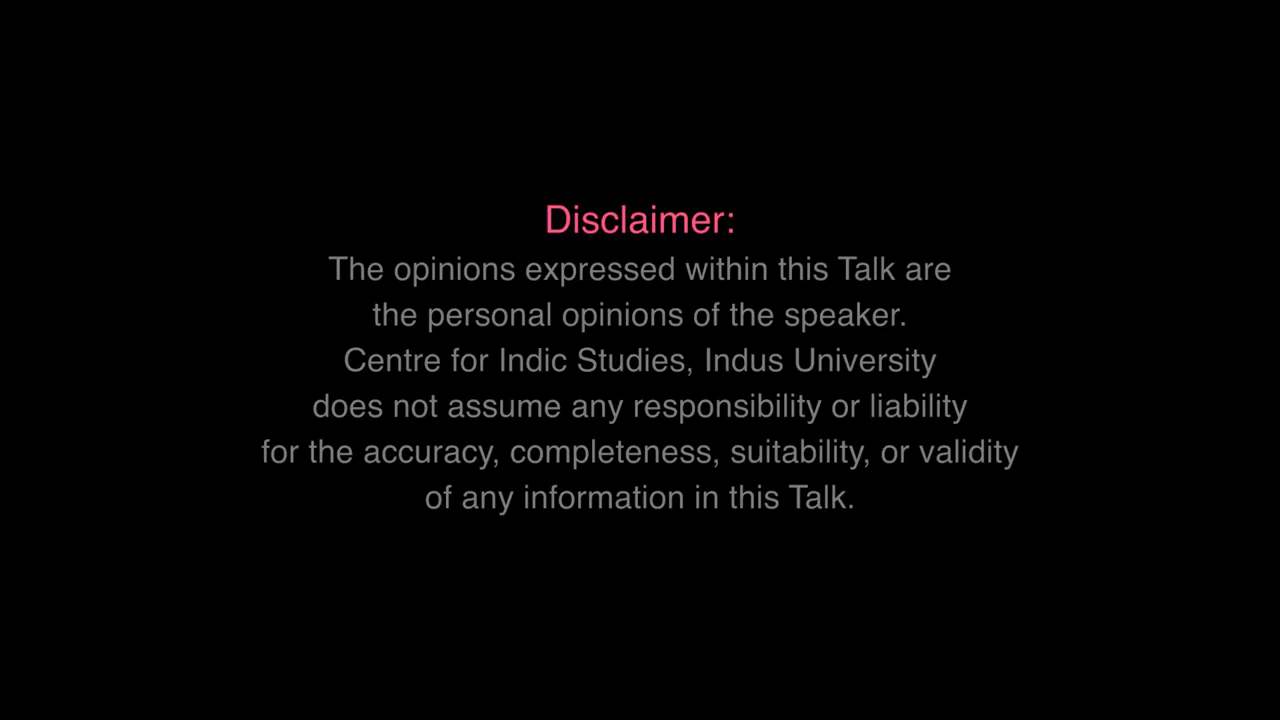 Disclaimer:
The opinions expressed within this Talk are
the personal opinions of the speaker.
Centre for Indic Studies, Indus University
does not assume any responsibility or liability
for the accuracy, completeness, suitability, or validity
of any information in this Talk.